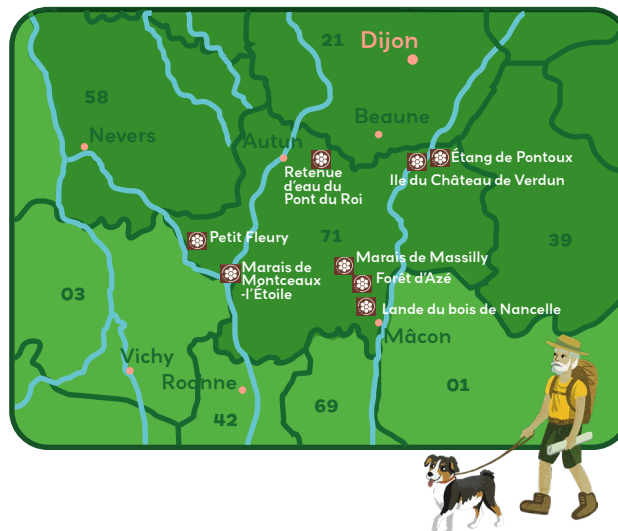 21
Dijon
58
Beaune
Nevers
Autun
Étang de Pontoux
Retenue
d'eau du
Pont du Roi
Ile du Château de Verdun
Petit Fleury
71
39
Marais de Massilly
Marais de
Montceaux
-l'Étoile
Forêt d'Azé
03
Lande du bois de Nancelle
Mâcon
Vichy
Roanne
01
69
42